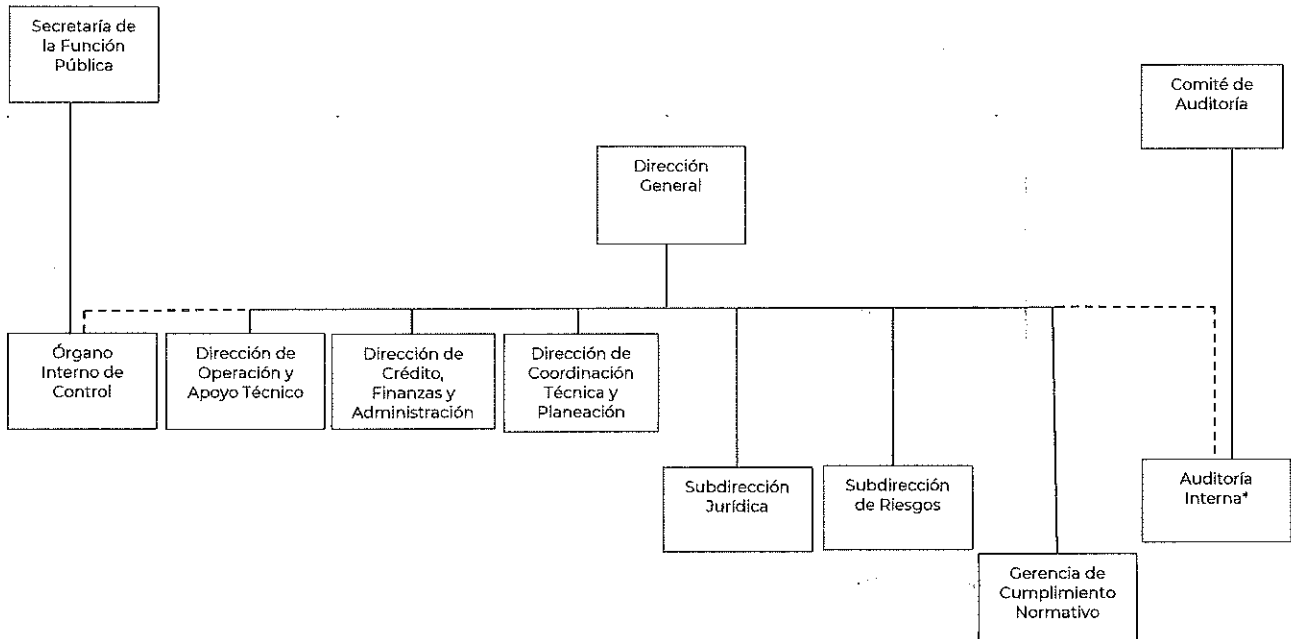 Secretaría de
la Función
Pública
Comité de
Auditoría
Dirección
General
Órgano
Interno de
Control
Dirección de
Operación y
Apoyo Técnico
Dirección de
Crédito,
Finanzas y
Administración
Dirección de
Coordinación
Técnica y
Planeación
Subdirección
Jurídica
Subdirección
de Riesgos
Auditoría
Interna*
Gerencia de
Cumplimiento
Normativo